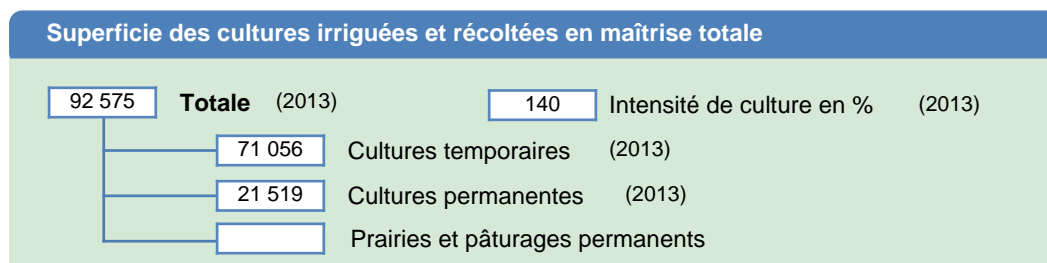 Superficie des cultures irriguées et récoltées en maîtrise totale
92 575 Totale (2013) 140 Intensité de culture en % (2013)
71 056 Cultures temporaires (2013)
21 519 Cultures permanentes (2013)
Prairies et pâturages permanents